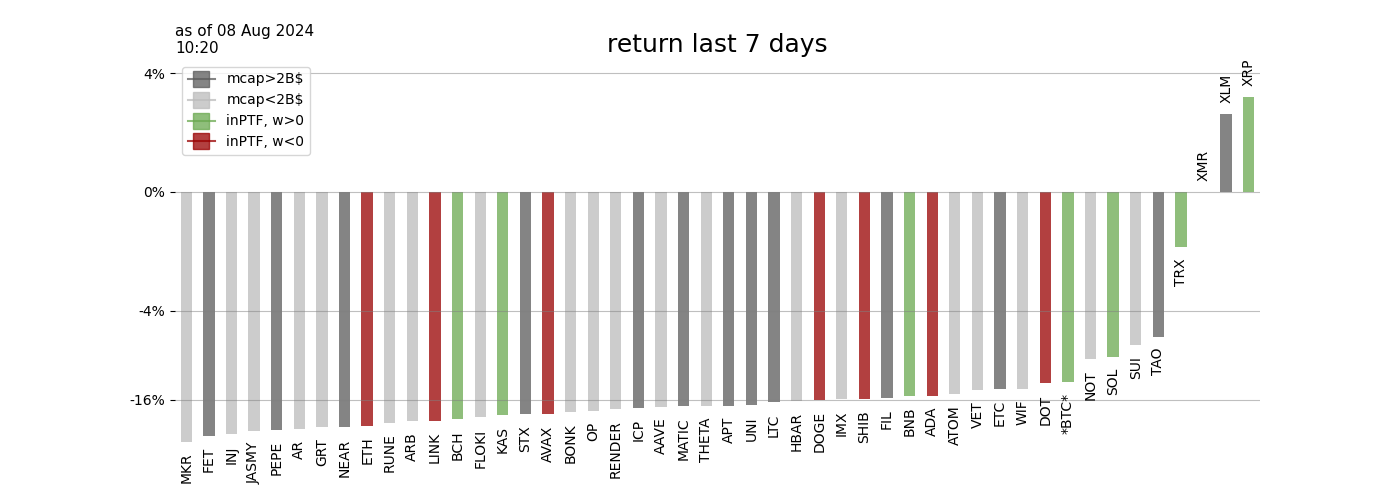 as of 08 Aug 2024
10:20
return last 7 days
mcap>2B$
mcap<2B$
inPTF, w>0
inPTF, w<0
4%
0%
-4%
-16%
MKR
FET
INJ
JASMY
PEPE
AR
GRT
NEAR
ETH
RUNE
ARB
LINK
BCH
FLOKI
KAS
STX
AVAX
BONK
OP
RENDER
ICP
AAVE
MATIC
THETA
APT
UNI
LTC
HBAR
DOGE
IMX
SHIB
FIL
BNB
ADA
ATOM
VET
ETC
WIF
DOT
*BTC*
NOT
SOL
SUI
TAO
TRX
XMR
XLM
XRP